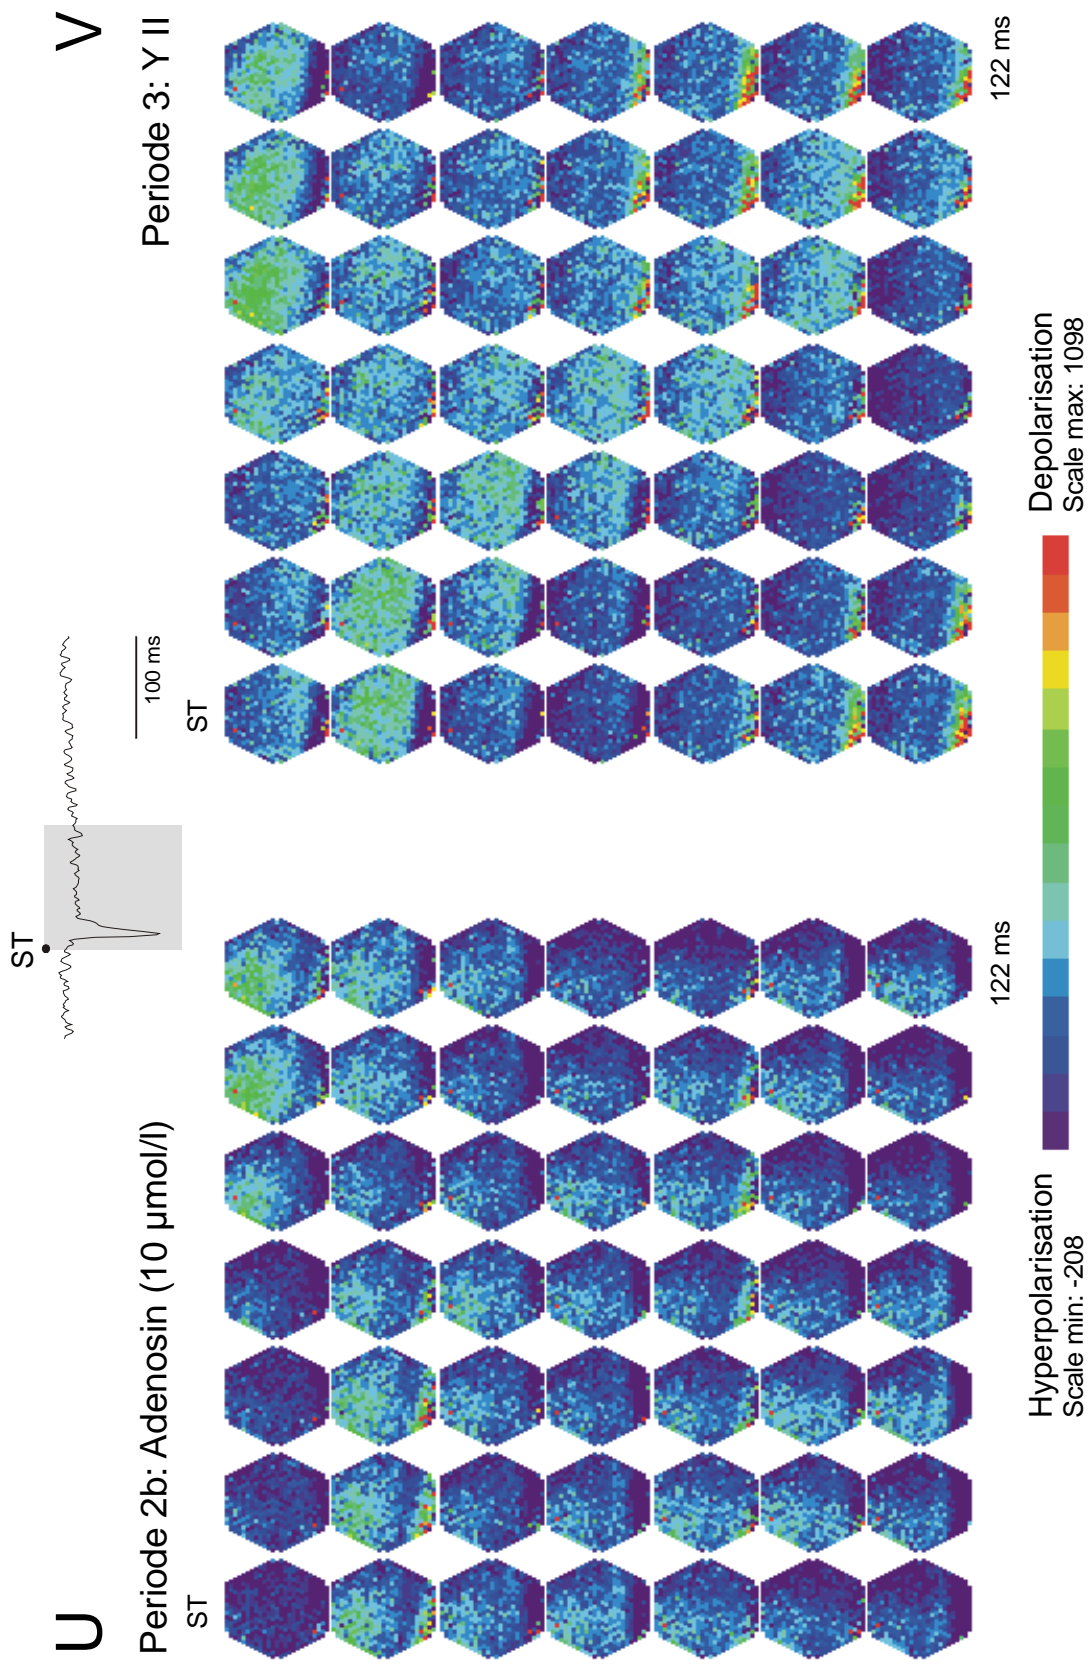 U
Periode 2b: Adenosin (10 µmol/l)
ST
122 ms
ST
100 ms
V
Periode 3: Y II
ST
122 ms
Hyperpolarisation
Scale min: -208
Depolarisation
Scale max: 1098